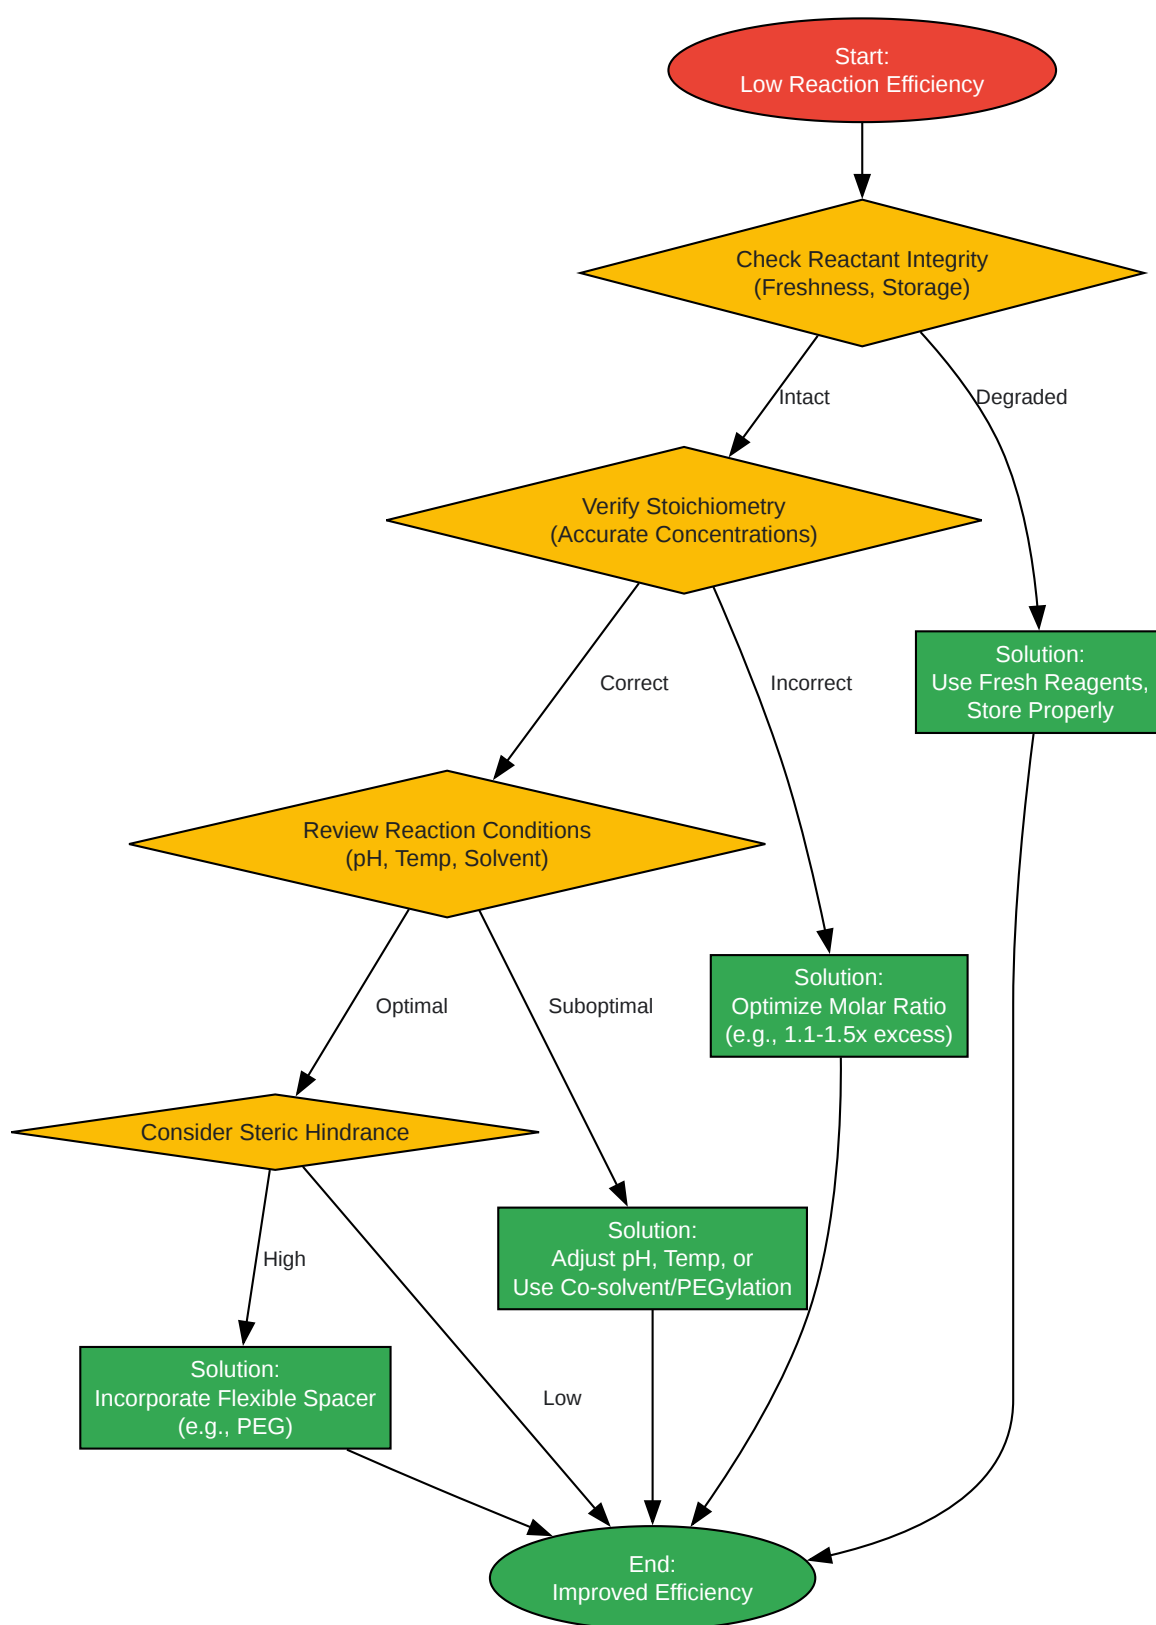 Start:
Low Reaction Efficiency
Check Reactant Integrity
(Freshness, Storage)
Intact
Degraded
Verify Stoichiometry
(Accurate Concentrations)
Solution:
Use Fresh Reagents,
Store Properly
Correct
Incorrect
Review Reaction Conditions
(pH, Temp, Solvent)
Solution:
Optimize Molar Ratio
(e.g., 1.1-1.5x excess)
Optimal
Suboptimal
Consider Steric Hindrance
Solution:
Adjust pH, Temp, or
Use Co-solvent/PEGylation
High
Solution:
Incorporate Flexible Spacer
(e.g., PEG)
Low
End:
Improved Efficiency